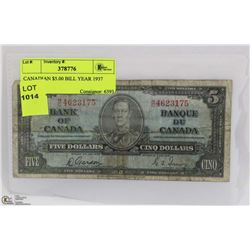 Lot # Inventory #
378776
CANADIAN $5.00 BILL YEAR 1937
LOT
1014
Consignor 6395
4623175 4623175 5
BANK OF CANADA
BANQUE DU CANADA
FIVE DOLLARS CINQ DOLLARS
FIVE CINQ